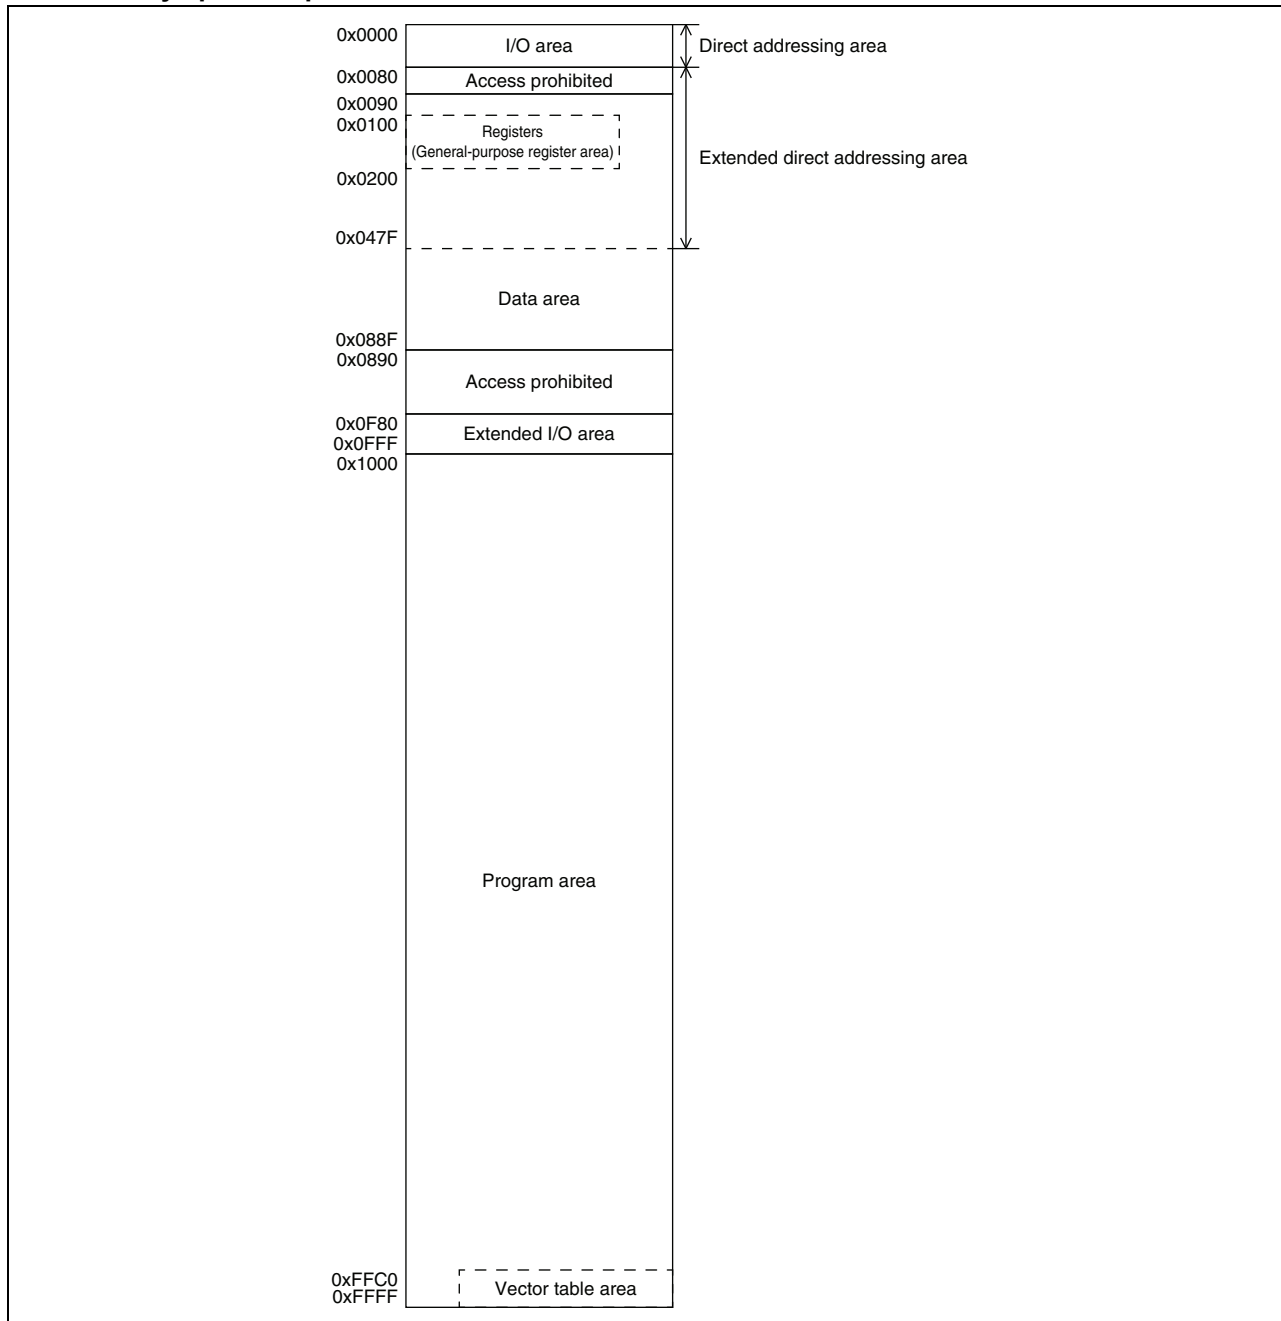 0x0000
I/O area
Direct addressing area
0x0080
Access prohibited
0x0090
0x0100
Registers
(General-purpose register area)
Extended direct addressing area
0x0200
0x047F
Data area
0x088F
0x0890
Access prohibited
0x0F80
Extended I/O area
0x0FFF
0x1000
Program area
0xFFC0
Vector table area
0xFFFF